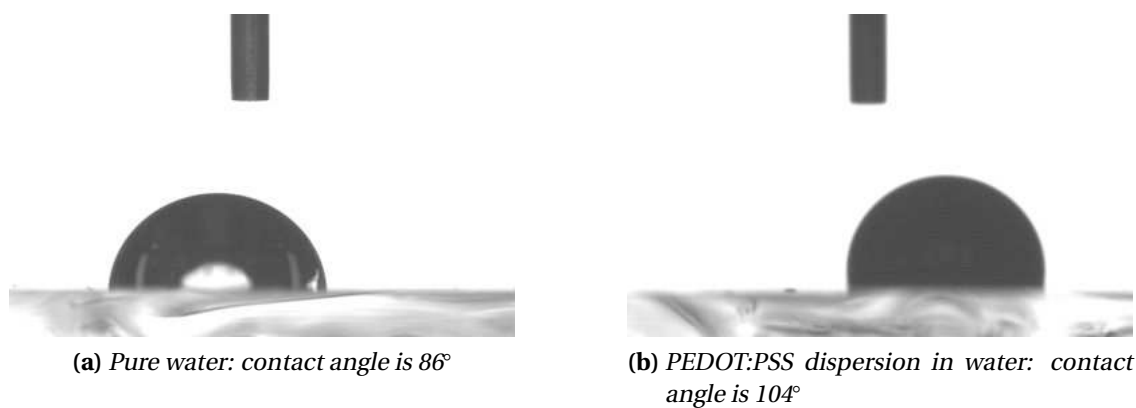 (a) Pure water: contact angle is 86°
(b) PEDOT:PSS dispersion in water: contact
angle is 104°